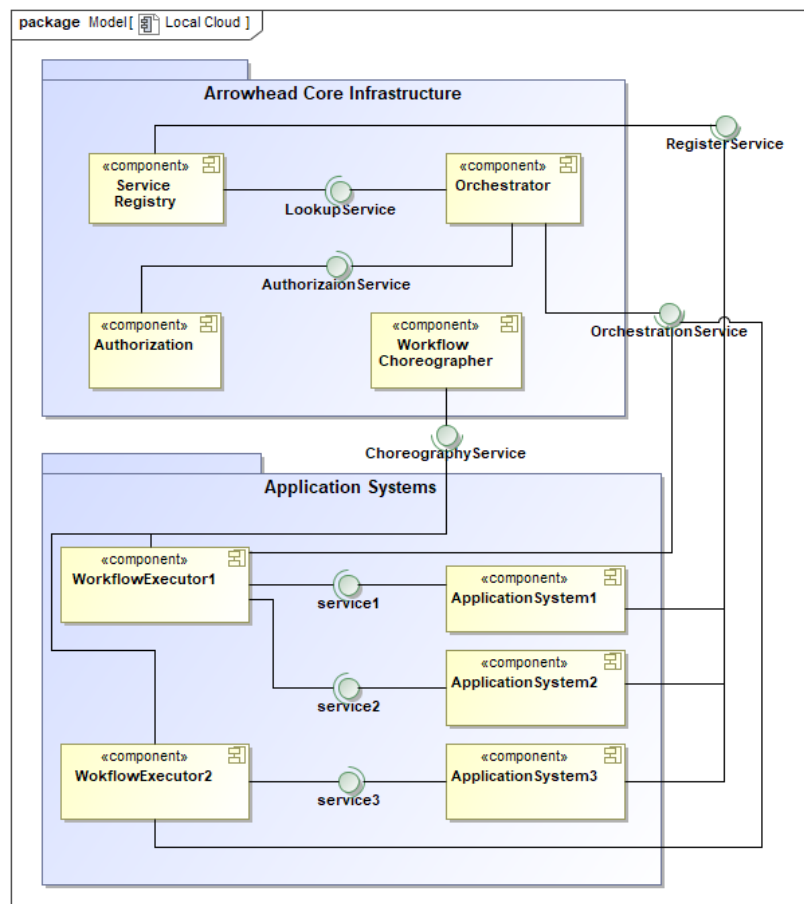 package Model[ Local Cloud ]
Arrowhead Core Infrastructure
«component»
Service
Registry
LookupService
«component»
Orchestrator
RegisterService
AuthorizaionService
«component»
Authorization
«component»
Workflow
Choreographer
OrchestrationService
ChoreographyService
Application Systems
«component»
WorkflowExecutor1
service1
«component»
ApplicationSystem1
service2
«component»
ApplicationSystem2
«component»
WokflowExecutor2
service3
«component»
ApplicationSystem3